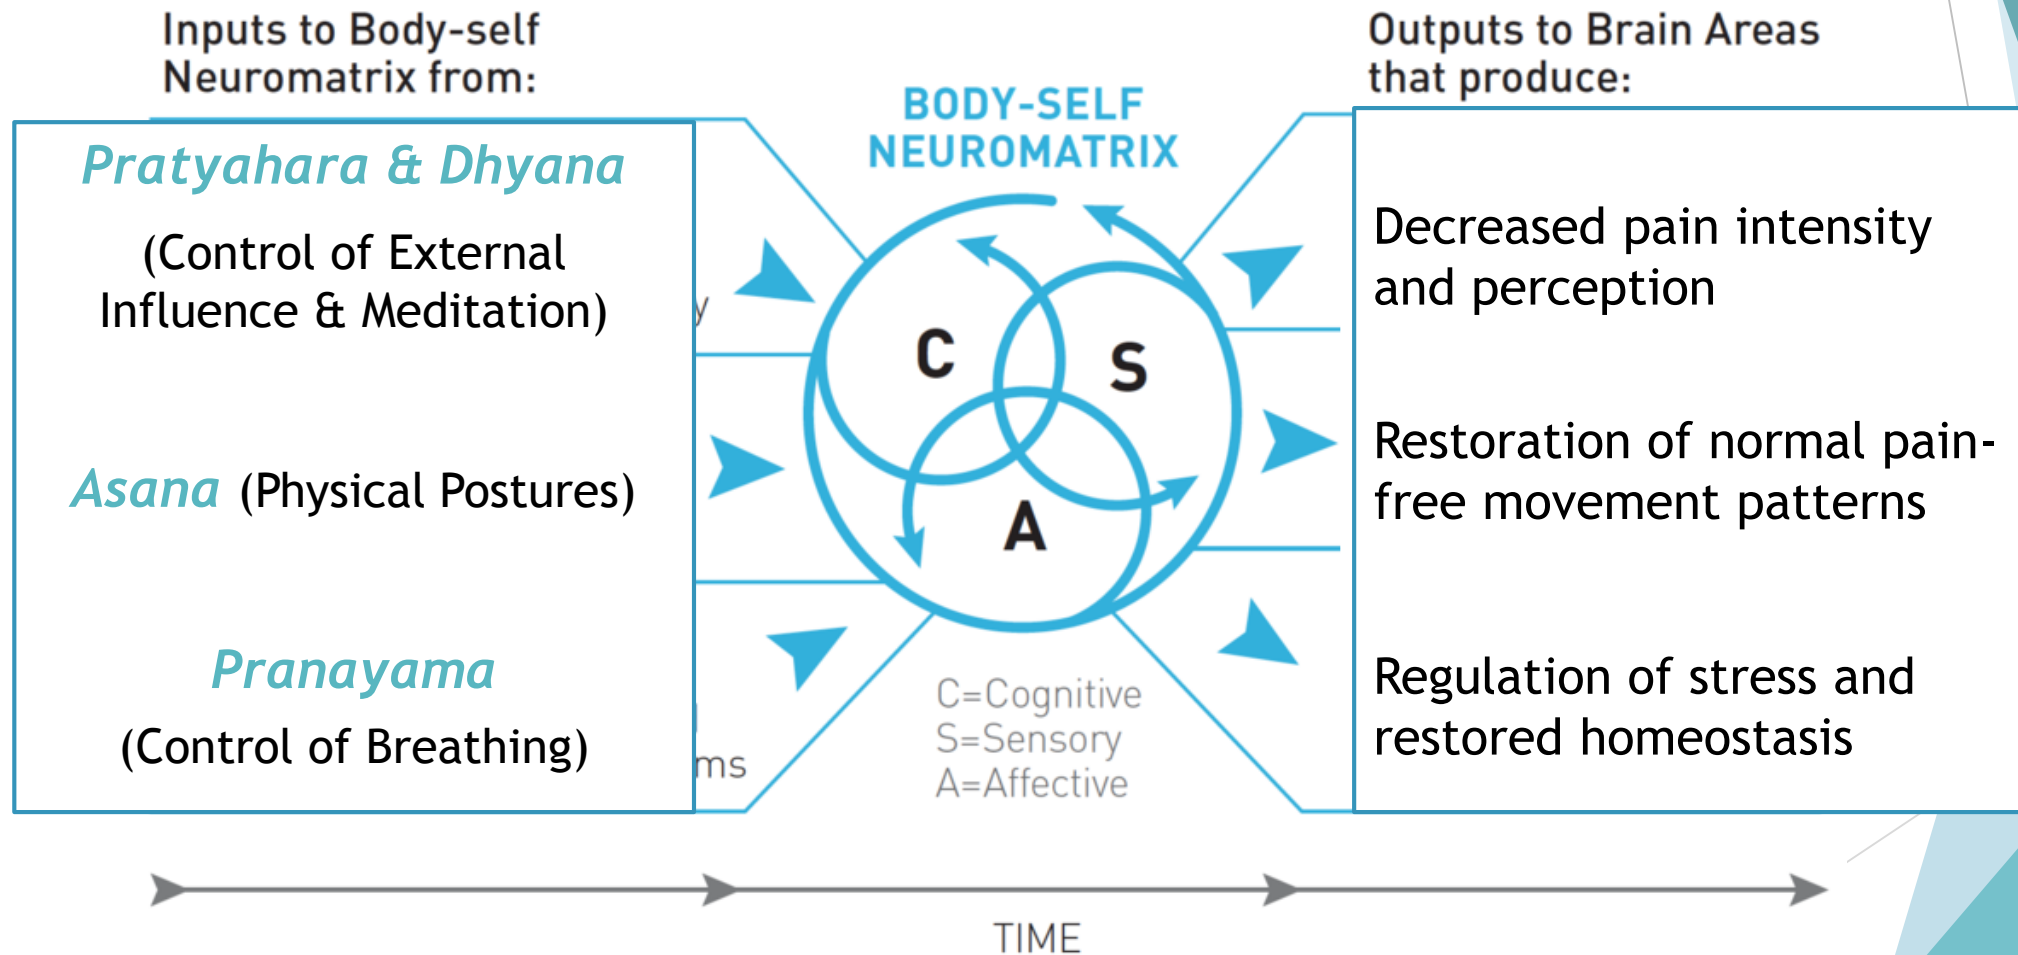 Inputs to Body-self
Neuromatrix from:
Pratyahara & Dhyana
(Control of External
Influence & Meditation)
Asana (Physical Postures)
Pranayama
(Control of Breathing)
y
ms
BODY-SELF
NEUROMATRIX
C
S
A
C=Cognitive
S=Sensory
A=Affective
Outputs to Brain Areas
that produce:
Decreased pain intensity
and perception
Restoration of normal pain-
free movement patterns
Regulation of stress and
restored homeostasis
TIME